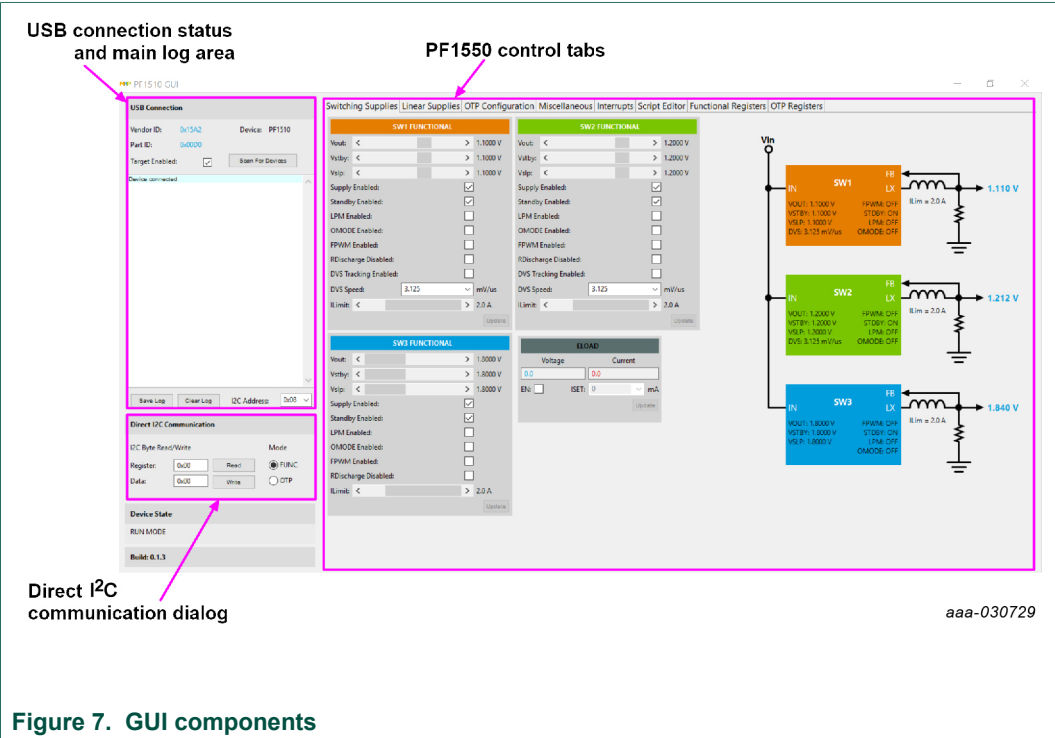 USB connection status
and main log area
PF1550 control tabs
PF1510 GUI
USB Connection
Vendor ID: 0x15A2 Device: PF1510
Part ID: 0x00D0
Target Enabled: Scan For Devices
Device connected
Save Log Clear Log I2C Address: 0x08
Direct I2C Communication
I2C Byte Read/Write Mode
Register: 0x00 Read FUNC
Data: 0x00 Write OTP
Device State
RUN MODE
Build: 0.1.3
Switching Supplies Linear Supplies OTP Configuration Miscellaneous Interrupts Script Editor Functional Registers OTP Registers
SW1 FUNCTIONAL
Vout: < > 1.1000 V
Vstby: < > 1.1000 V
Vslp: < > 1.1000 V
Supply Enabled:
Standby Enabled:
LPM Enabled:
OMODE Enabled:
FPWM Enabled:
RDischarge Disabled:
DVS Tracking Enabled:
DVS Speed: 3.125 mV/us
ILimit: < > 2.0 A
Update
SW2 FUNCTIONAL
Vout: < > 1.2000 V
Vstby: < > 1.2000 V
Vslp: < > 1.2000 V
Supply Enabled:
Standby Enabled:
LPM Enabled:
OMODE Enabled:
FPWM Enabled:
RDischarge Disabled:
DVS Tracking Enabled:
DVS Speed: 3.125 mV/us
ILimit: < > 2.0 A
Update
SW3 FUNCTIONAL
Vout: < > 1.8000 V
Vstby: < > 1.8000 V
Vslp: < > 1.8000 V
Supply Enabled:
Standby Enabled:
LPM Enabled:
OMODE Enabled:
FPWM Enabled:
RDischarge Disabled:
ILimit: < > 2.0 A
Update
ELOAD
Voltage Current
0.0 0.0
EN: ISET: 0 mA
Update
Vin
FB
IN SW1 LX 1.110 V
ILim = 2.0 A
VOUT: 1.1000 V FPWM: OFF
VSTBY: 1.1000 V STDBY: ON
VSLP: 1.1000 V LPM: OFF
DVS: 3.125 mV/us OMODE: OFF
FB
IN SW2 LX 1.212 V
ILim = 2.0 A
VOUT: 1.2000 V FPWM: OFF
VSTBY: 1.2000 V STDBY: ON
VSLP: 1.2000 V LPM: OFF
DVS: 3.125 mV/us OMODE: OFF
FB
IN SW3 LX 1.840 V
ILim = 2.0 A
VOUT: 1.8000 V FPWM: OFF
VSTBY: 1.8000 V STDBY: ON
VSLP: 1.8000 V LPM: OFF
OMODE: OFF
Direct I2C
communication dialog
aaa-030729
Figure 7. GUI components